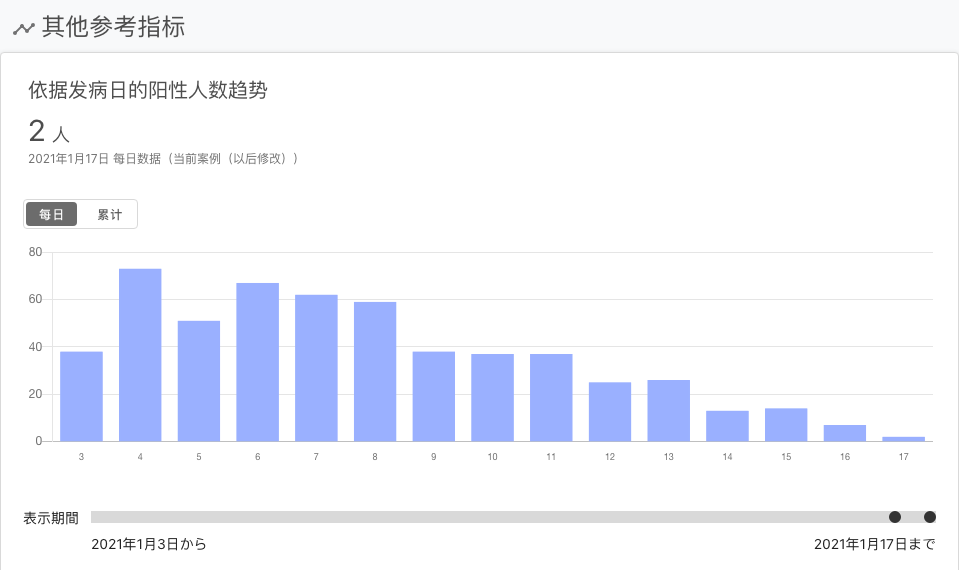 其他参考指标
依据发病日的阳性人数趋势
2 人
2021年1月17日 每日数据（当前案例（以后修改））
每日 累计
80
60
40
20
0
3 4 5 6 7 8 9 10 11 12 13 14 15 16 17
表示期間
2021年1月3日から 2021年1月17日まで